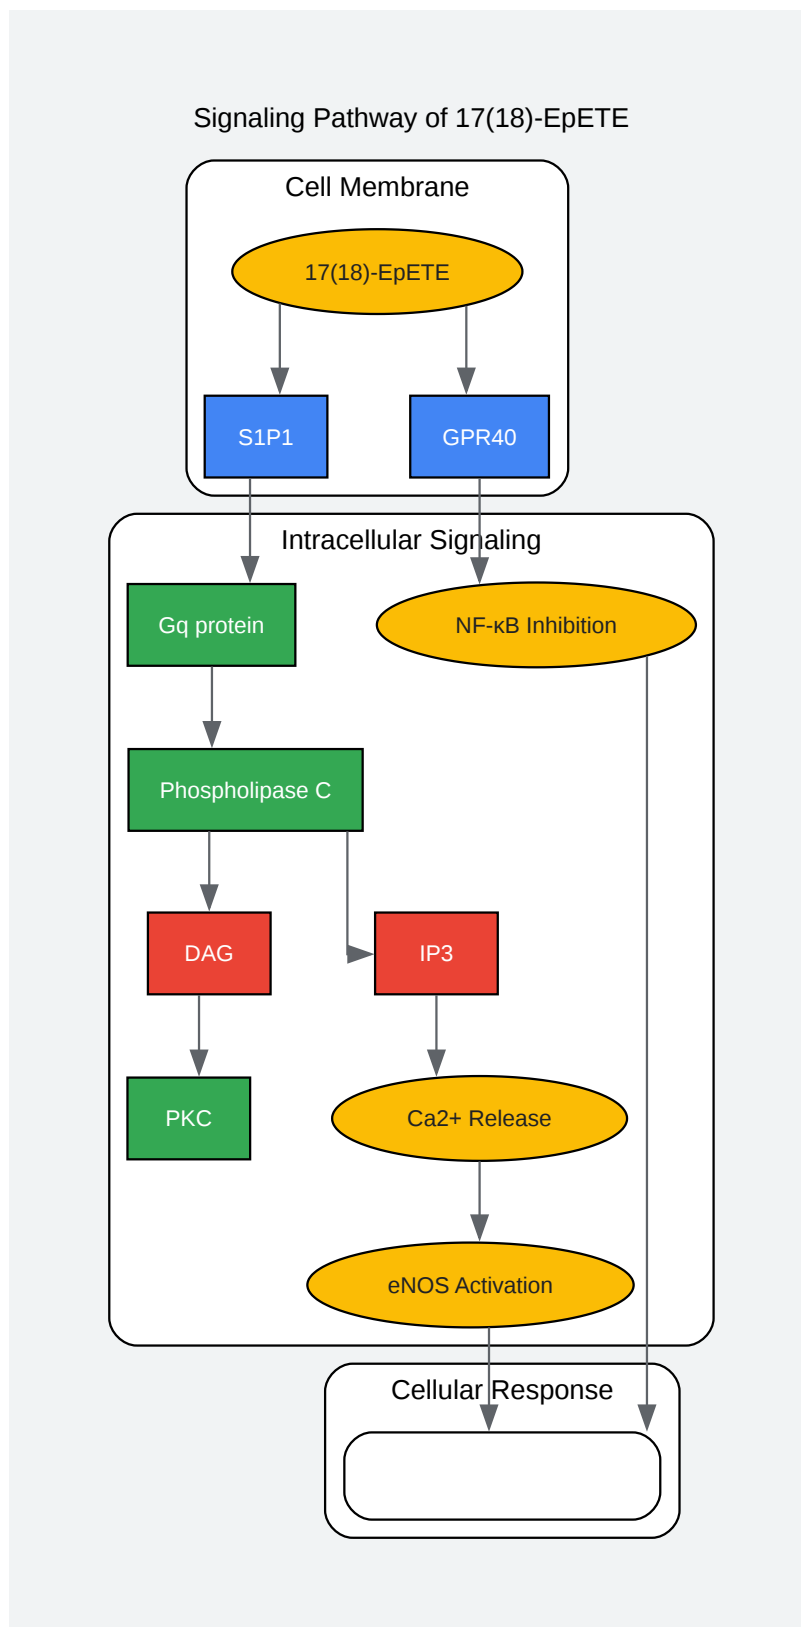 Signaling Pathway of 17(18)-EpETE
Cell Membrane
17(18)-EpETE
S1P1
GPR40
Intracellular Signaling
Gq protein
NF-κB Inhibition
Phospholipase C
DAG
IP3
PKC
Ca2+ Release
eNOS Activation
Cellular Response